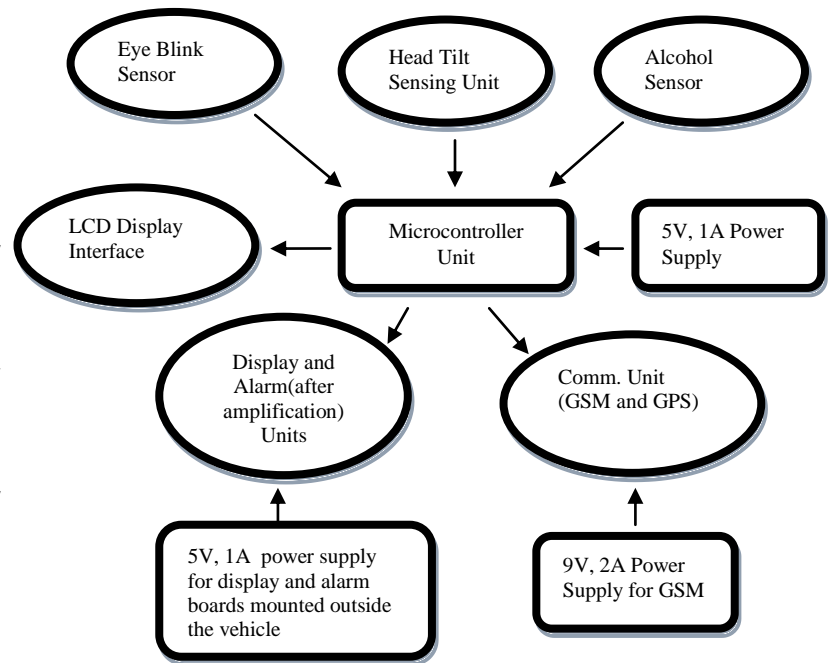 Eye Blink
Sensor
Head Tilt
Sensing Unit
Alcohol
Sensor
LCD Display
Interface
Microcontroller
Unit
5V, 1A Power
Supply
Display and
Alarm(after
amplification)
Units
Comm. Unit
(GSM and GPS)
5V, 1A power supply
for display and alarm
boards mounted outside
the vehicle
9V, 2A Power
Supply for GSM